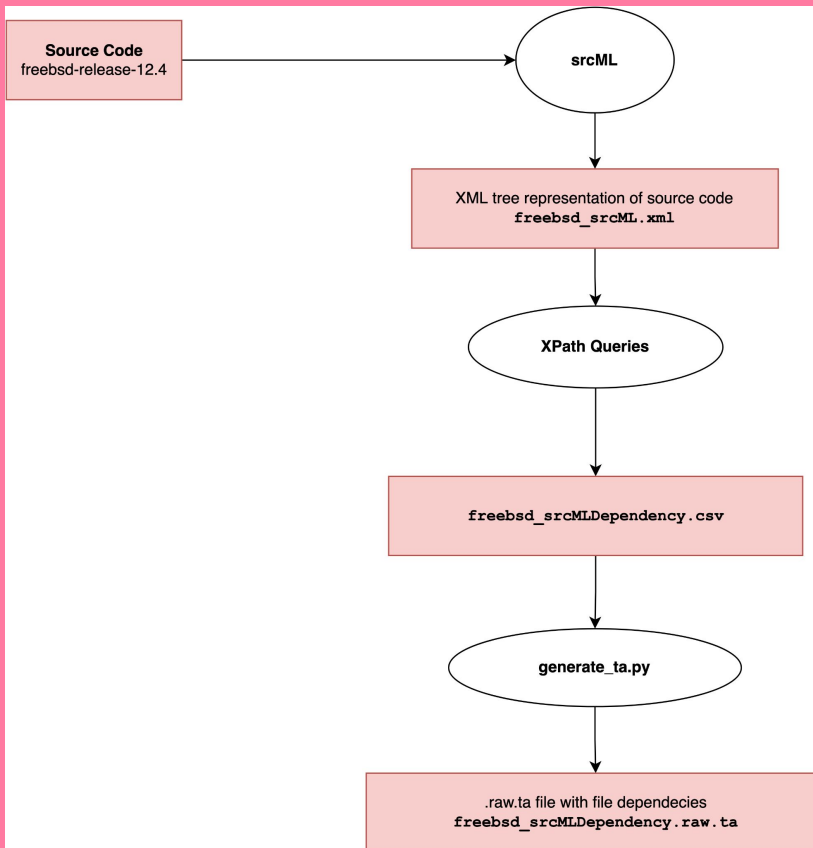 Source Code
freebsd-release-12.4
srcML
XML tree representation of source code
freebsd_srcML.xml
XPath Queries
freebsd_srcMLDependency.csv
generate_ta.py
.raw.ta file with file dependecies
freebsd_srcMLDependency.raw.ta